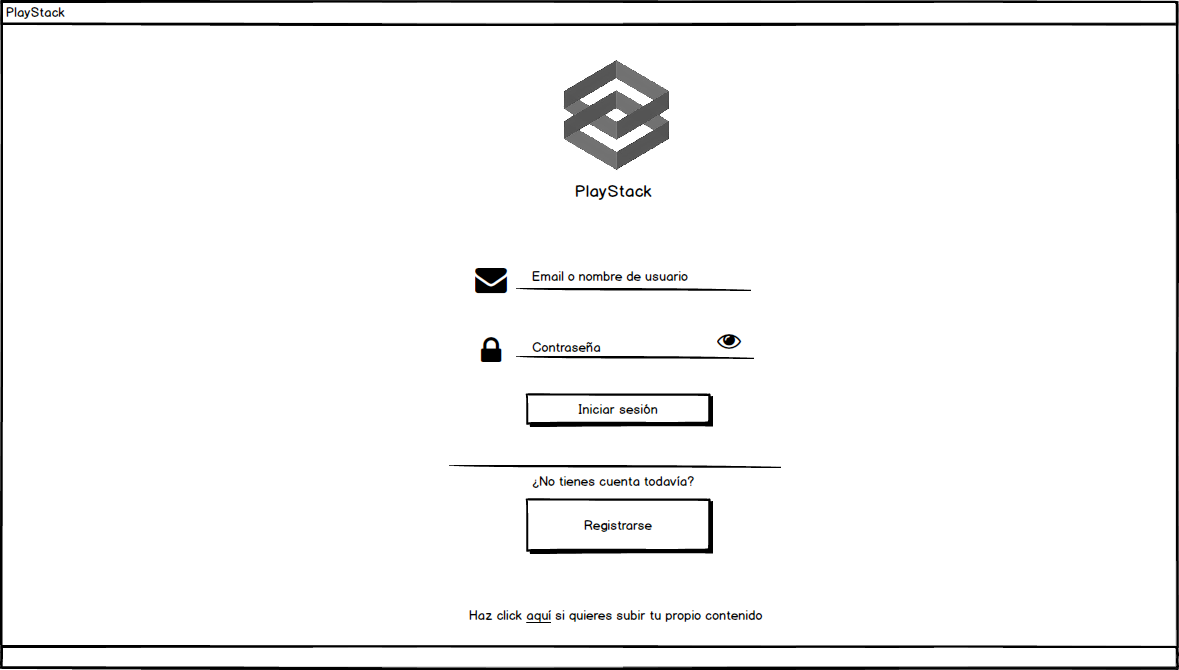 PlayStack
PlayStack
Email o nombre de usuario
Contraseña
Iniciar sesión
¿No tienes cuenta todavía?
Registrarse
Haz click aquí si quieres subir tu propio contenido